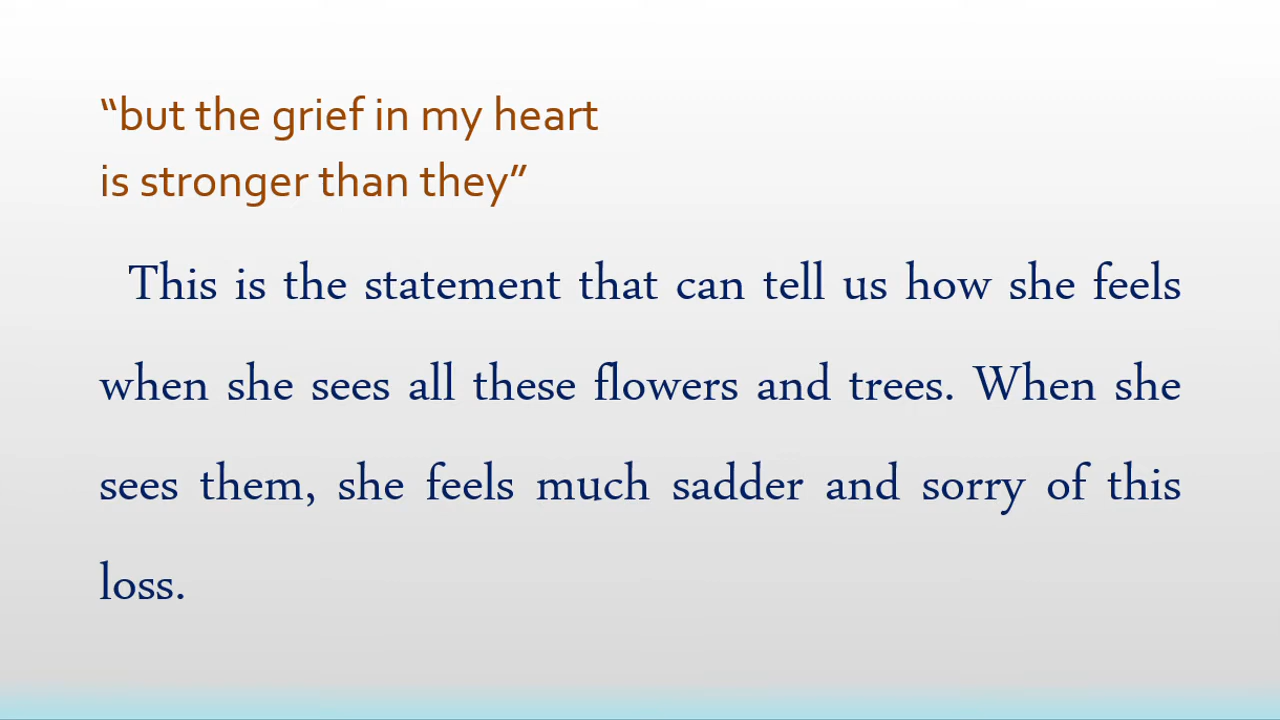 “but the grief in my heart
is stronger than they”
This is the statement that can tell us how she feels
when she sees all these flowers and trees. When she
sees them, she feels much sadder and sorry of this
loss.